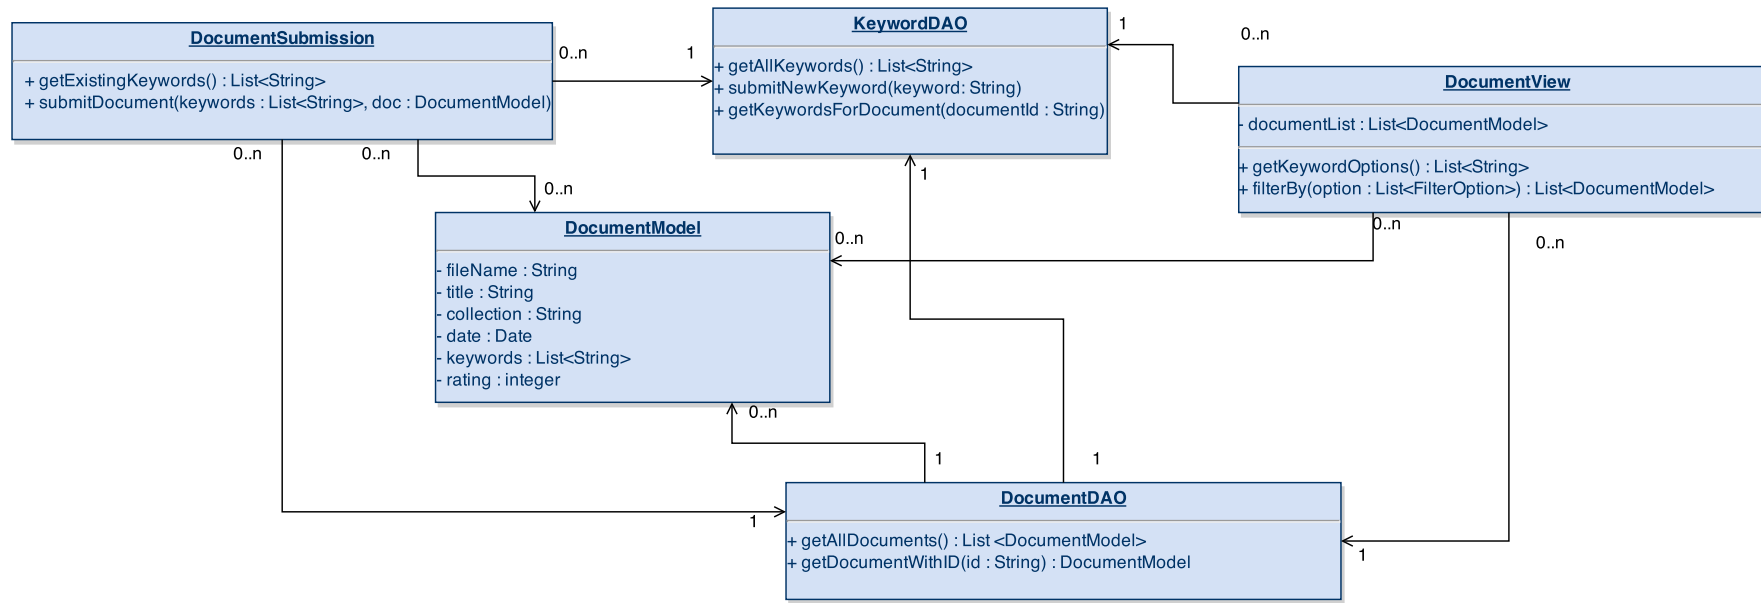 DocumentSubmission
+ getExistingKeywords() : List<String>
+ submitDocument(keywords : List<String>, doc : DocumentModel)
0..n
1
0..n
0..n
0..n
KeywordDAO
+ getAllKeywords() : List<String>
+ submitNewKeyword(keyword: String)
+ getKeywordsForDocument(documentId : String)
1
0..n
1
DocumentView
- documentList : List<DocumentModel>
+ getKeywordOptions() : List<String>
+ filterBy(option : List<FilterOption>) : List<DocumentModel>
0..n
0..n
DocumentModel
- fileName : String
- title : String
- collection : String
- date : Date
- keywords : List<String>
- rating : integer
0..n
0..n
1
1
DocumentDAO
+ getAllDocuments() : List <DocumentModel>
+ getDocumentWithID(id : String) : DocumentModel
1
1